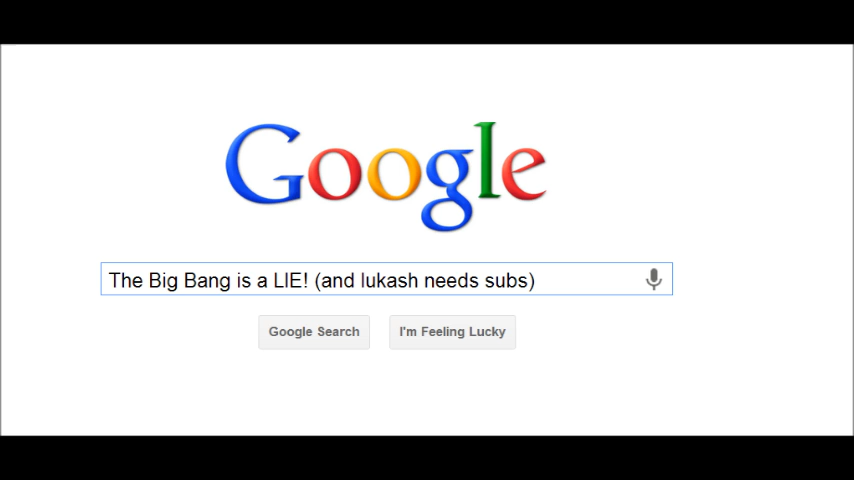 Google
The Big Bang is a LIE! (and lukash needs subs)
Google Search I'm Feeling Lucky